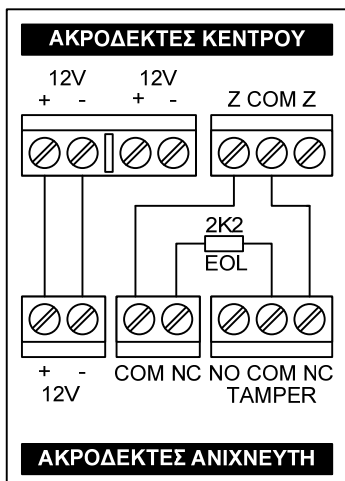 ΑΚΡΟΔΕΚΤΕΣ ΚΕΝΤΡΟΥ
12V 12V
+ - + - Z COM Z
2K2
EOL
+ - COM NC NO COM NC
12V TAMPER
ΑΚΡΟΔΕΚΤΕΣ ΑΝΙΧΝΕΥΤΗ